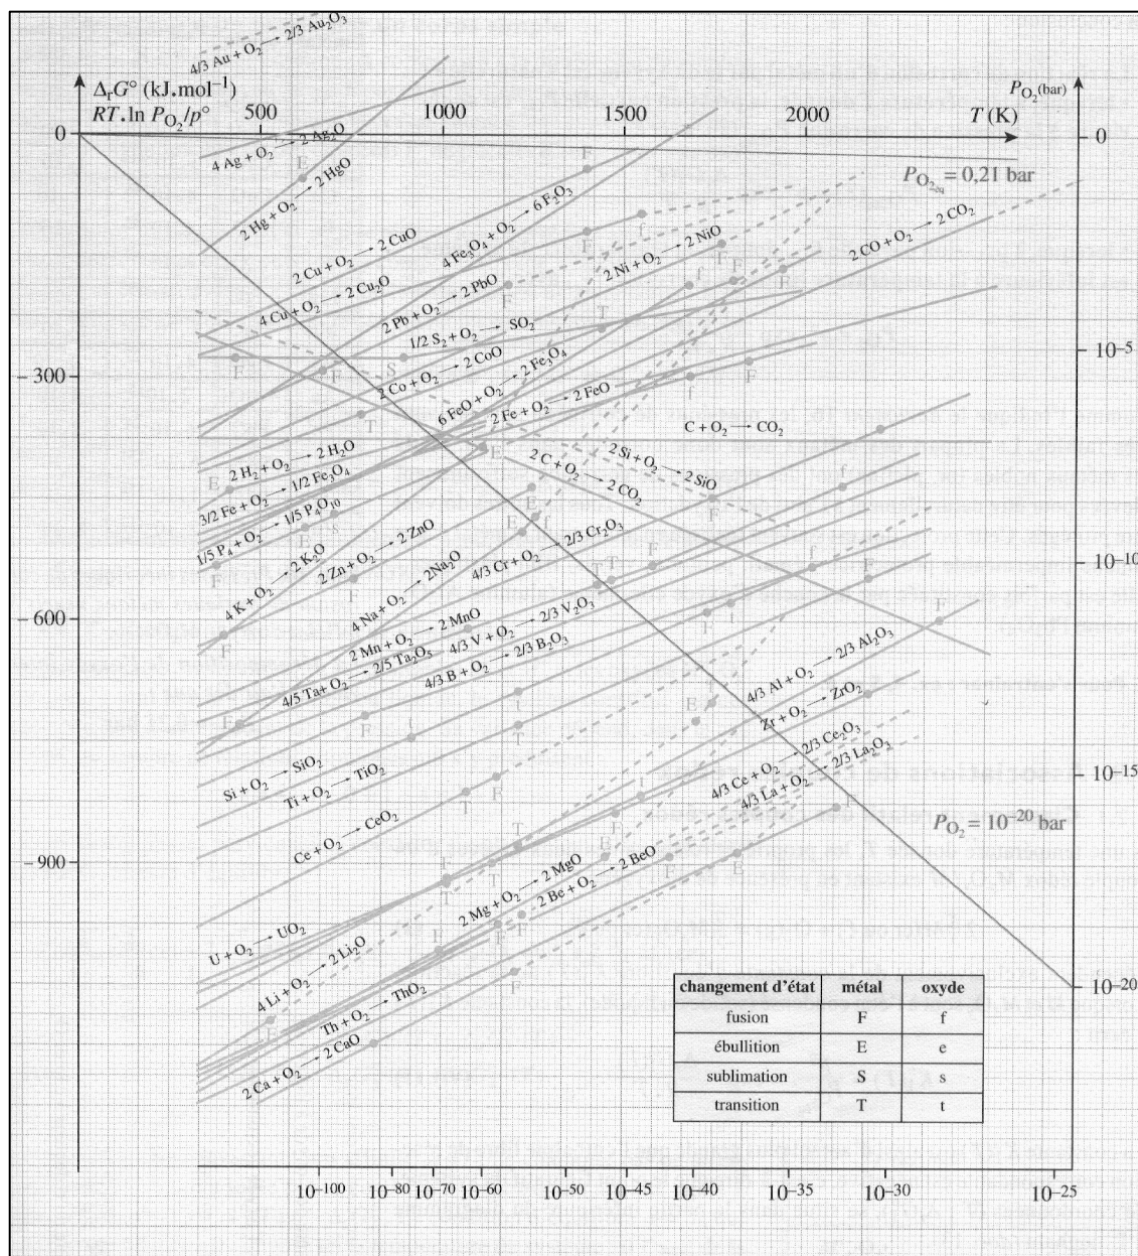 4/3 Au + O₂ → 2/3 Au₂O₃
ΔᵣG° (kJ.mol⁻¹)
RT.ln P_O₂/p°
500
1000
1500
2000
T (K)
P_O₂(bar)
0
0
4 Ag + O₂ → 2 Ag₂O
E
P_O₂eq = 0,21 bar
2 Hg + O₂ → 2 HgO
F
4 Fe₃O₄ + O₂ → 6 F₂O₃
2 Cu + O₂ → 2 CuO
F
f
2 Ni + O₂ → 2 NiO
2 CO + O₂ → 2 CO₂
4 Cu + O₂ → 2 Cu₂O
2 Pb + O₂ → 2 PbO
F
F
f
F
E
1/2 S₂ + O₂ → SO₂
T
10⁻⁵
F
F
S
2 Co + O₂ → 2 CoO
6 FeO + O₂ → 2 Fe₃O₄
–300
2 Fe + O₂ → 2 FeO
f
F
T
C + O₂ → CO₂
2 H₂ + O₂ → 2 H₂O
E
E
2 Si + O₂ → 2 SiO
2 C + O₂ → 2 CO₂
f
3/2 Fe + O₂ → 1/2 Fe₃O₄
1/5 P₄ + O₂ → 1/5 P₄O₁₀
F
E
s
E
E
f
F
4 K + O₂ → 2 K₂O
2 Zn + O₂ → 2 ZnO
F
4/3 Cr + O₂ → 2/3 Cr₂O₃
10⁻¹⁰
4 Na + O₂ → 2Na₂O
T
T
F
f
F
F
F
–600
2 Mn + O₂ → 2 MnO
4/5 Ta+ O₂ → 2/5 Ta₂O₅
4/3 V + O₂ → 2/3 V₂O₃
4/3 B + O₂ → 2/3 B₂O₃
4/3 Al + O₂ → 2/3 Al₂O₃
F
F
t
t
T
E
Zr + O₂ → ZrO₂
F
Si + O₂ → SiO₂
Ti + O₂ → TiO₂
4/3 Ce + O₂ → 2/3 Ce₂O₃
4/3 La + O₂ → 2/3 La₂O₃
10⁻¹⁵
T
F
P_O₂ = 10⁻²⁰ bar
Ce + O₂ → CeO₂
F
E
–900
F
T
T
2 Mg + O₂ → 2 MgO
2 Be + O₂ → 2 BeO
F
E
U + O₂ → UO₂
4 Li + O₂ → 2 Li₂O
F
F
F
E
Th + O₂ → ThO₂
F
2 Ca + O₂ → 2 CaO
10⁻²⁰
changement d'état métal oxyde
fusion F f
ébullition E e
sublimation S s
transition T t
10⁻¹⁰⁰
10⁻⁸⁰
10⁻⁷⁰
10⁻⁶⁰
10⁻⁵⁰
10⁻⁴⁵
10⁻⁴⁰
10⁻³⁵
10⁻³⁰
10⁻²⁵